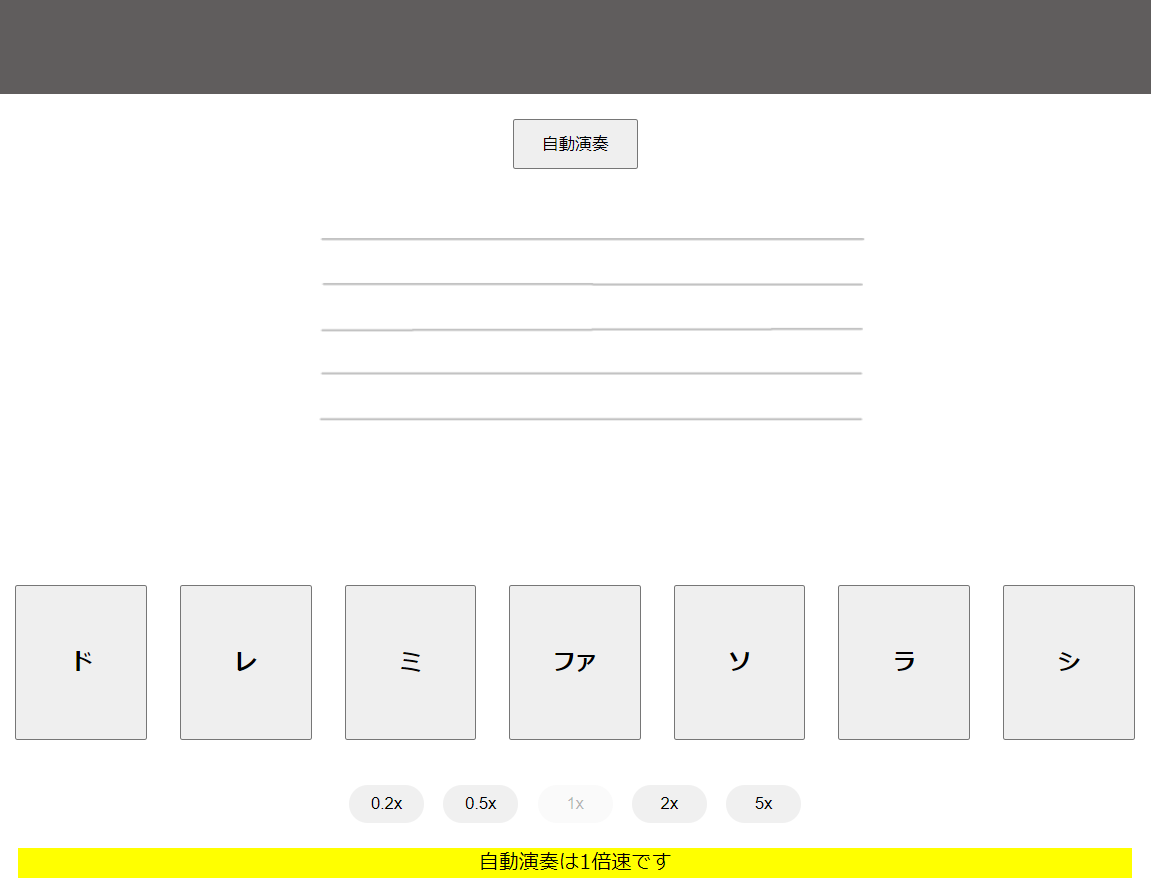 自動演奏
ド レ ミ ファ ソ ラ シ
0.2x 0.5x 1x 2x 5x
自動演奏は1倍速です